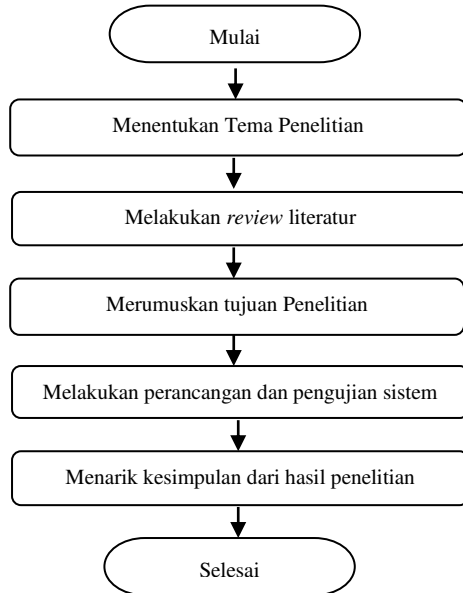 Mulai
Menentukan Tema Penelitian
Melakukan review literatur
Merumuskan tujuan Penelitian
Melakukan perancangan dan pengujian sistem
Menarik kesimpulan dari hasil penelitian
Selesai